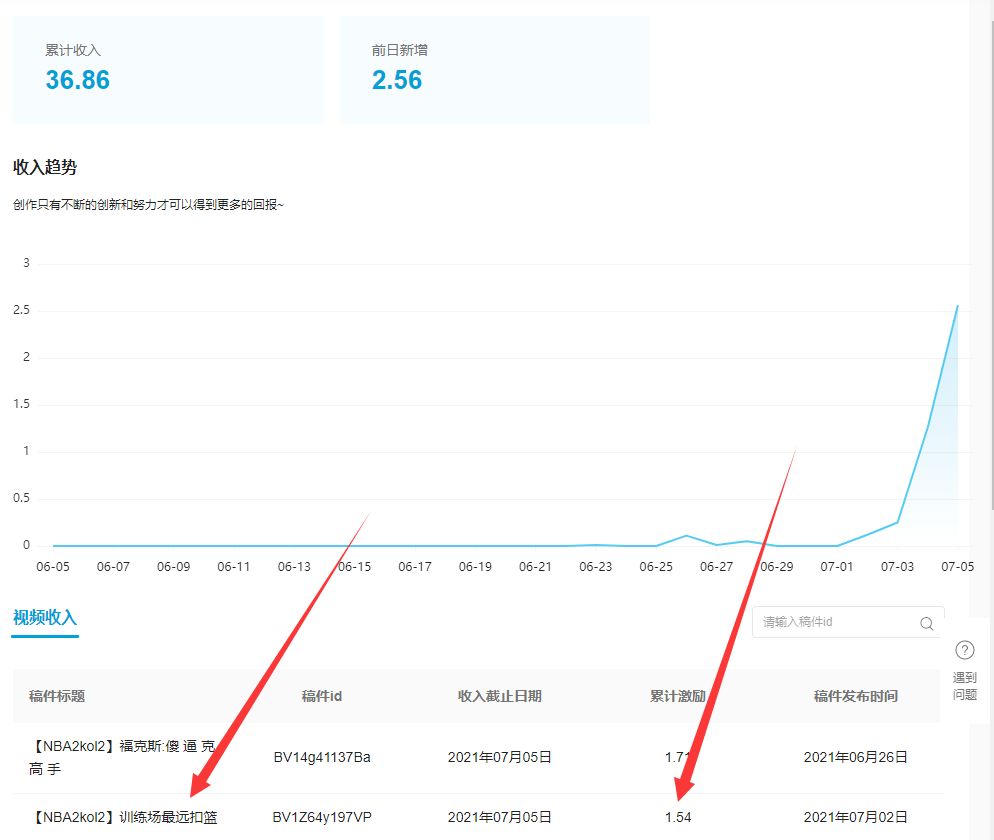 累计收入
前日新增
36.86
2.56
收入趋势
创作只有不断的创新和努力才可以得到更多的回报~
3
2.5
2
1.5
1
0.5
0
06-05 06-07 06-09 06-11 06-13 06-15 06-17 06-19 06-21 06-23 06-25 06-27 06-29 07-01 07-03 07-05
视频收入
请输入稿件id
?
遇到
问题
稿件标题 稿件id 收入截止日期 累计激励 稿件发布时间
【NBA2kol2】福克斯:傻 逼 克
高 手
BV14g41137Ba 2021年07月05日 1.71 2021年06月26日
【NBA2kol2】训练场最远扣篮 BV1Z64y197VP 2021年07月05日 1.54 2021年07月02日